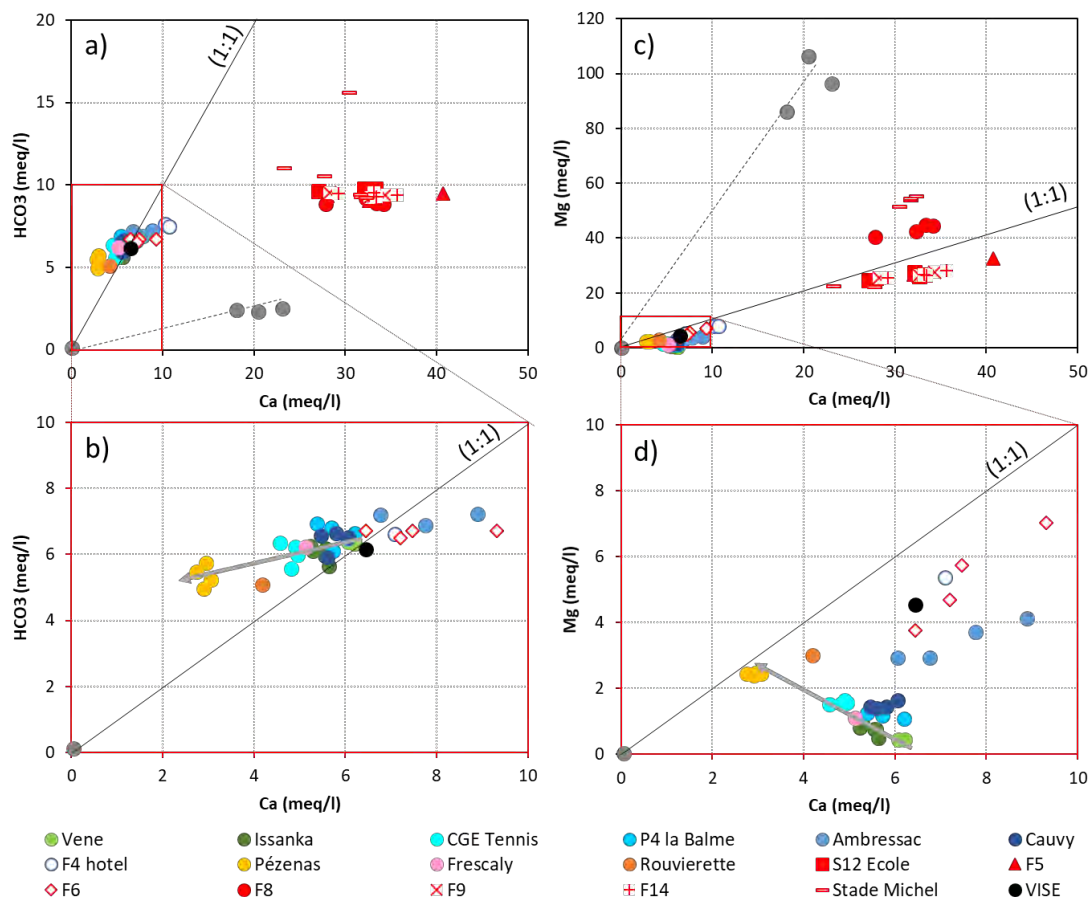 a)
(1:1)
HCO3 (meq/l)
20
15
10
5
0
0 10 20 30 40 50
Ca (meq/l)
c)
(1:1)
Mg (meq/l)
120
100
80
60
40
20
0
0 10 20 30 40 50
Ca (meq/l)
b)
(1:1)
HCO3 (meq/l)
10
8
6
4
2
0
0 2 4 6 8 10
Ca (meq/l)
d)
(1:1)
Mg (meq/l)
10
8
6
4
2
0
0 2 4 6 8 10
Ca (meq/l)
Vene Issanka CGE Tennis P4 la Balme Ambressac Cauvy
F4 hotel Pézenas Frescaly Rouvierette S12 Ecole F5
F6 F8 F9 F14 Stade Michel VISE